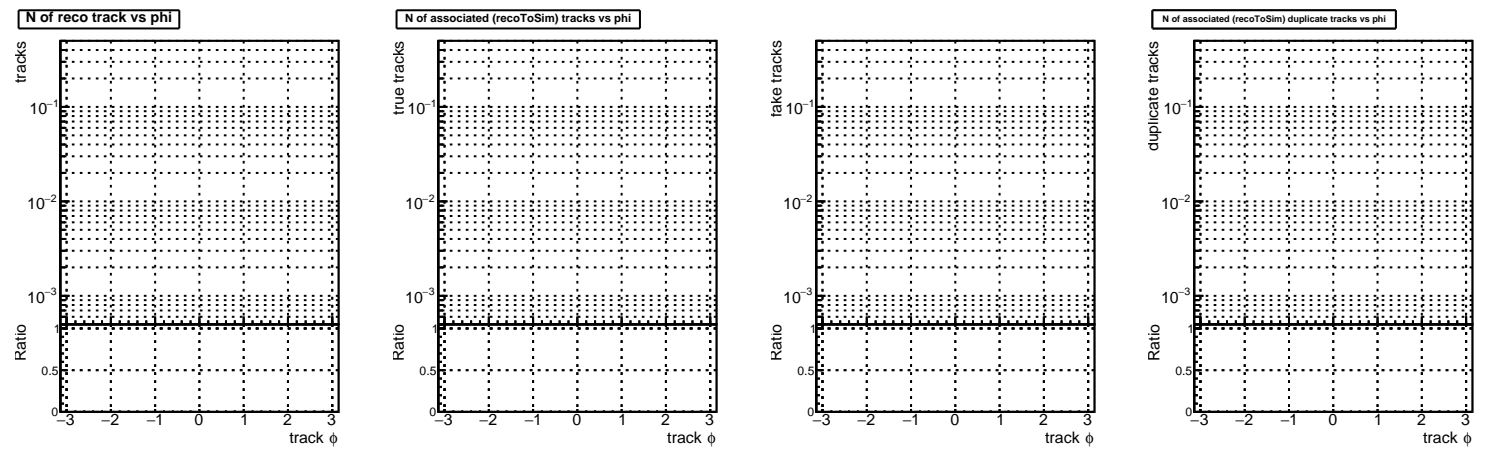 N of reco track vs phi
tracks
10⁻¹
10⁻²
10⁻³
Ratio
1
0.5
0
−3 −2 −1 0 1 2 3
track ϕ
N of associated (recoToSim) tracks vs phi
true tracks
10⁻¹
10⁻²
10⁻³
Ratio
1
0.5
0
−3 −2 −1 0 1 2 3
track ϕ
fake tracks
10⁻¹
10⁻²
10⁻³
Ratio
1
0.5
0
−3 −2 −1 0 1 2 3
track ϕ
N of associated (recoToSim) duplicate tracks vs phi
duplicate tracks
10⁻¹
10⁻²
10⁻³
Ratio
1
0.5
0
−3 −2 −1 0 1 2 3
track ϕ